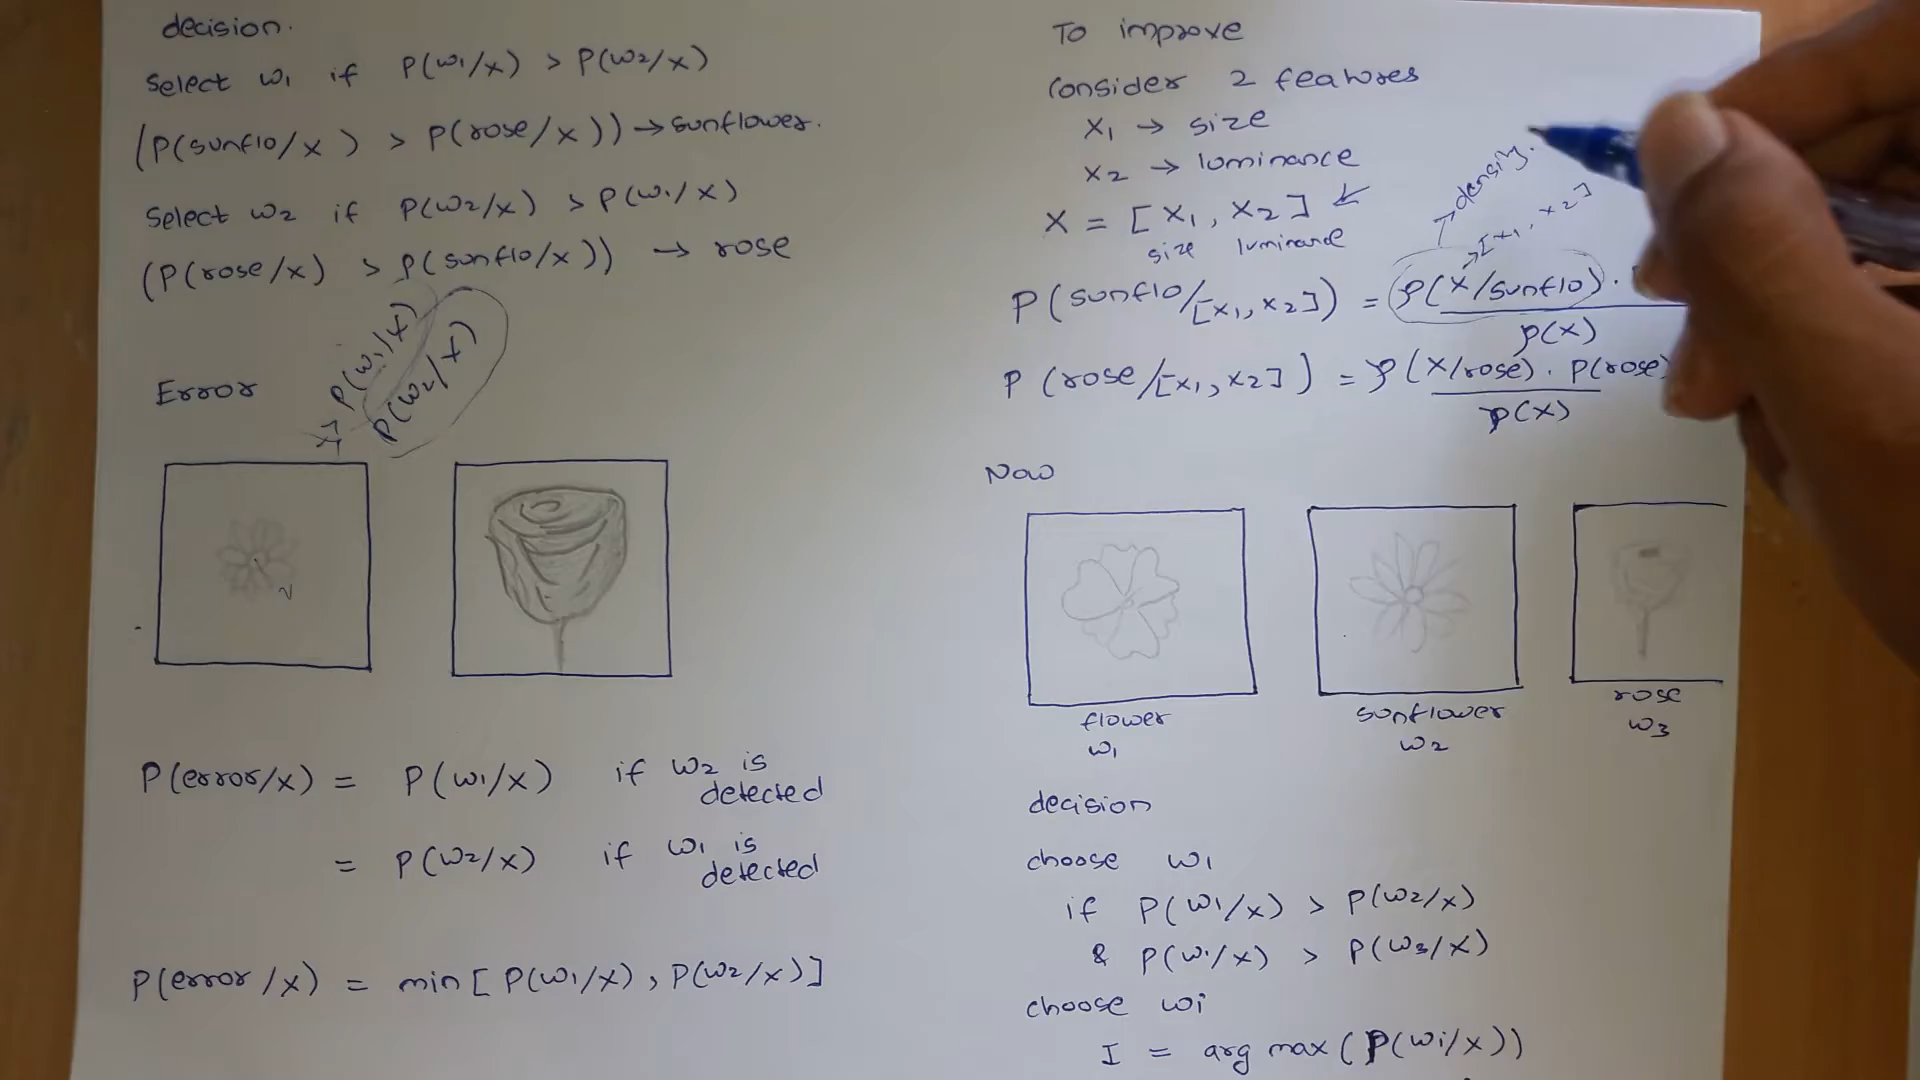 decision.
Select ω1 if P(ω1/x) > P(ω2/x)
(P(sunflo/x) > P(rose/x)) → sunflower.
Select ω2 if P(ω2/x) > P(ω1/x)
(P(rose/x) > P(sunflo/x)) → rose
Error
P(ω1/x)
P(ω2/x)
P(error/x) = P(ω1/x) if ω2 is
detected
= P(ω2/x) if ω1 is
detected
P(error/x) = min[P(ω1/x), P(ω2/x)]
To improve
Consider 2 features
x1 → size
x2 → luminance
X = [x1, x2]
size luminance
→ density.
→ [x1, x2]
P(sunflo/[x1, x2]) = p(X/sunflo).
p(x)
P(rose/[x1, x2]) = p(X/rose). P(rose)
p(x)
Now
flower
ω1
sunflower
ω2
rose
ω3
decision
choose ω1
if P(ω1/x) > P(ω2/x)
& P(ω1/x) > P(ω3/x)
choose ωi
I = arg max(P(ωi/x))